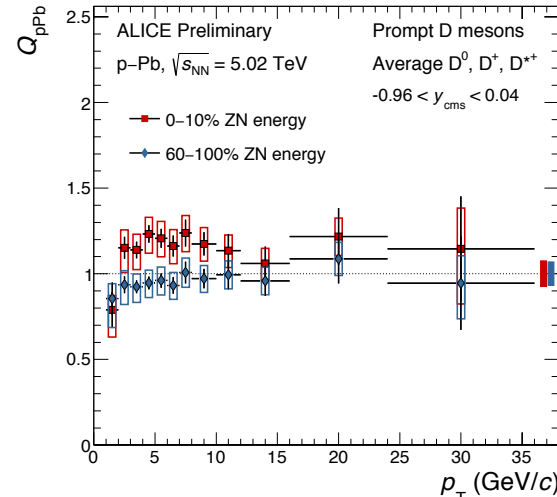 Q_pPb
ALICE Preliminary
p–Pb, √s_NN = 5.02 TeV
Prompt D mesons
Average D⁰, D⁺, D*⁺
-0.96 < y_cms < 0.04
0–10% ZN energy
60–100% ZN energy
2.5
2
1.5
1
0.5
0
0 5 10 15 20 25 30 35
p_T (GeV/c)